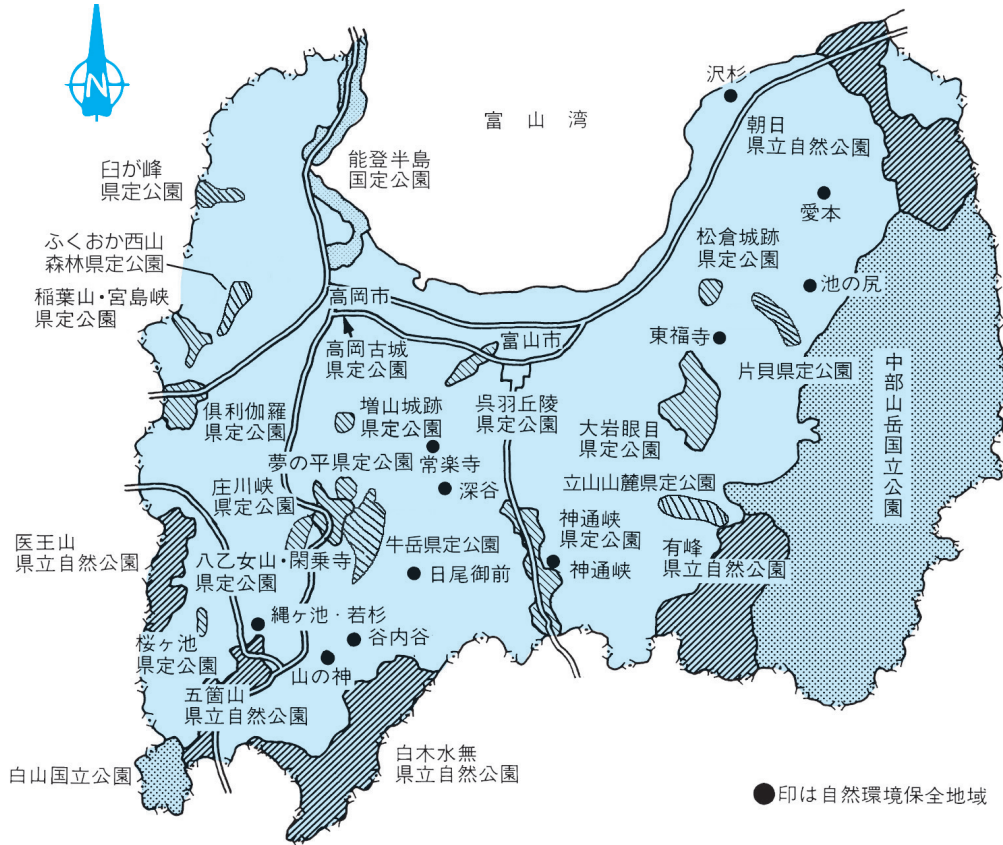 N
富山湾
沢杉
朝日
県立自然公園
能登半島
国定公園
臼が峰
県定公園
愛本
松倉城跡
県定公園
ふくおか西山
森林県定公園
池の尻
稲葉山・宮島峡
県定公園
高岡市
富山市
東福寺
高岡古城
県定公園
片貝県定公園
中部山岳国立公園
倶利伽羅
県定公園
増山城跡
県定公園
呉羽丘陵
県定公園
大岩眼目
県定公園
夢の平県定公園
常楽寺
庄川峡
県定公園
深谷
立山山麓県定公園
医王山
県立自然公園
八乙女山・閑乗寺
県定公園
牛岳県定公園
神通峡
県定公園
有峰
県立自然公園
日尾御前
神通峡
縄ヶ池・若杉
谷内谷
桜ヶ池
県定公園
山の神
五箇山
県立自然公園
白木水無
県立自然公園
白山国立公園
●印は自然環境保全地域